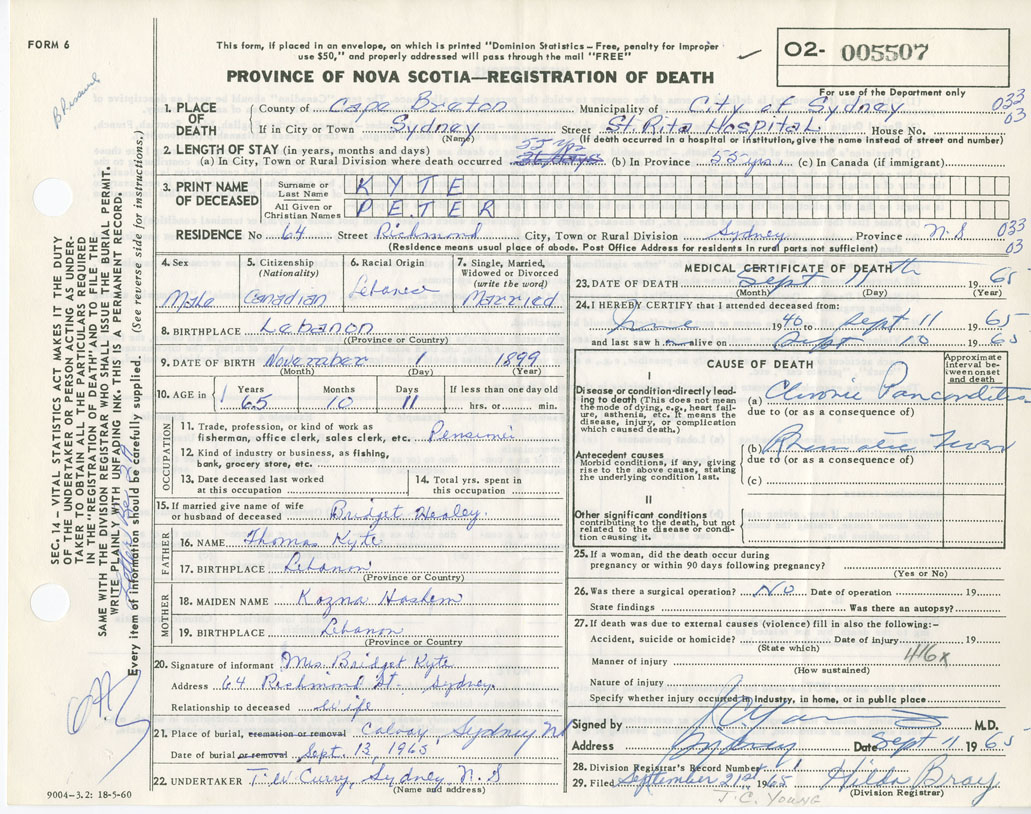 FORM 6
This form, if placed in an envelope, on which is printed "Dominion Statistics – Free, penalty for improper
use $50," and properly addressed will pass through the mail "FREE"
02- 005507
For use of the Department only
PROVINCE OF NOVA SCOTIA—REGISTRATION OF DEATH
1. PLACE OF DEATH
County of Cape Breton Municipality of City of Sydney 033
03
If in City or Town Sydney Street St. Rita Hospital House No.
(Name) (If death occurred in a hospital or institution, give the name instead of street and number)
2. LENGTH OF STAY (in years, months and days)
55 yrs
(a) In City, Town or Rural Division where death occurred (b) In Province 55 yrs. (c) In Canada (if immigrant)
3. PRINT NAME OF DECEASED
Surname or Last Name KYTE
All Given or Christian Names PETER
RESIDENCE No 64 Street Richmond City, Town or Rural Division Sydney Province N.S 033
03
(Residence means usual place of abode. Post Office Address for residents in rural parts not sufficient)
4. Sex Male
5. Citizenship (Nationality) Canadian
6. Racial Origin
7. Single, Married, Widowed or Divorced (write the word) Married
8. BIRTHPLACE Lebanon
(Province or Country)
9. DATE OF BIRTH November 1 1899
(Month) (Day) (Year)
10. AGE in Years 65 Months 10 Days 11 If less than one day old hrs. or min.
OCCUPATION
11. Trade, profession or kind of work as
fisherman, office clerk, sales clerk, etc.
12. Kind of industry or business, as fishing,
bank, grocery store, etc.
13. Date deceased last worked
at this occupation
14. Total yrs. spent in
this occupation
15. If married give name of wife
or husband of deceased Bridget Healey.
FATHER
16. NAME Thomas Kyte
17. BIRTHPLACE Lebanon
(Province or Country)
MOTHER
18. MAIDEN NAME Kozna Hashem
19. BIRTHPLACE Lebanon
(Province or Country)
20. Signature of informant Mrs. Bridget Kyte
Address 64 Richmond St. Sydney
Relationship to deceased wife
21. Place of burial, cremation or removal Calvary Sydney NS
Date of burial or removal Sept. 13, 1965
22. UNDERTAKER T. W Curry, Sydney N.S
(Name and address)
9004–3.2: 18-5-60
MEDICAL CERTIFICATE OF DEATH
23. DATE OF DEATH Sept 11th 1965
(Month) (Day) (Year)
24. I HEREBY CERTIFY that I attended deceased from:
June 1940 to Sept 11 1965
and last saw him alive on Sept 10 1965
CAUSE OF DEATH
Approximate interval between onset and death
I
Disease or condition directly leading to death (This does not mean the mode of dying, e.g., heart failure, asthenia, etc. It means the disease, injury, or complication which caused death.)
(a) Chronic
due to (or as a consequence of)
Antecedent causes
Morbid conditions, if any, giving rise to the above cause, stating the underlying condition last.
(b)
due to (or as a consequence of)
(c)
II
Other significant conditions
contributing to the death, but not related to the disease or condition causing it.
25. If a woman, did the death occur during
pregnancy or within 90 days following pregnancy?
(Yes or No)
26. Was there a surgical operation? No Date of operation 19
State findings Was there an autopsy?
27. If death was due to external causes (violence) fill in also the following:–
Accident, suicide or homicide? Date of injury 19
(State which)
416X
Manner of injury
(How sustained)
Nature of injury
Specify whether injury occurred in industry, in home, or in public place
Signed by M.D.
Address Sydney Date Sept 11 1965
28. Division Registrar's Record Number
29. Filed September 21st 1965 Hilda Bray
(Division Registrar)
J.C. YOUNG
SEC. 14 – VITAL STATISTICS ACT MAKES IT THE DUTY
OF THE UNDERTAKER OR PERSON ACTING AS UNDER-
TAKER TO OBTAIN ALL THE PARTICULARS REQUIRED
IN THE "REGISTRATION OF DEATH" AND TO FILE THE
SAME WITH THE DIVISION REGISTRAR WHO SHALL ISSUE THE BURIAL PERMIT.
WRITE PLAINLY WITH UNFADING INK. THIS IS A PERMANENT RECORD.
Every item of information should be carefully supplied. (See reverse side for instructions.)